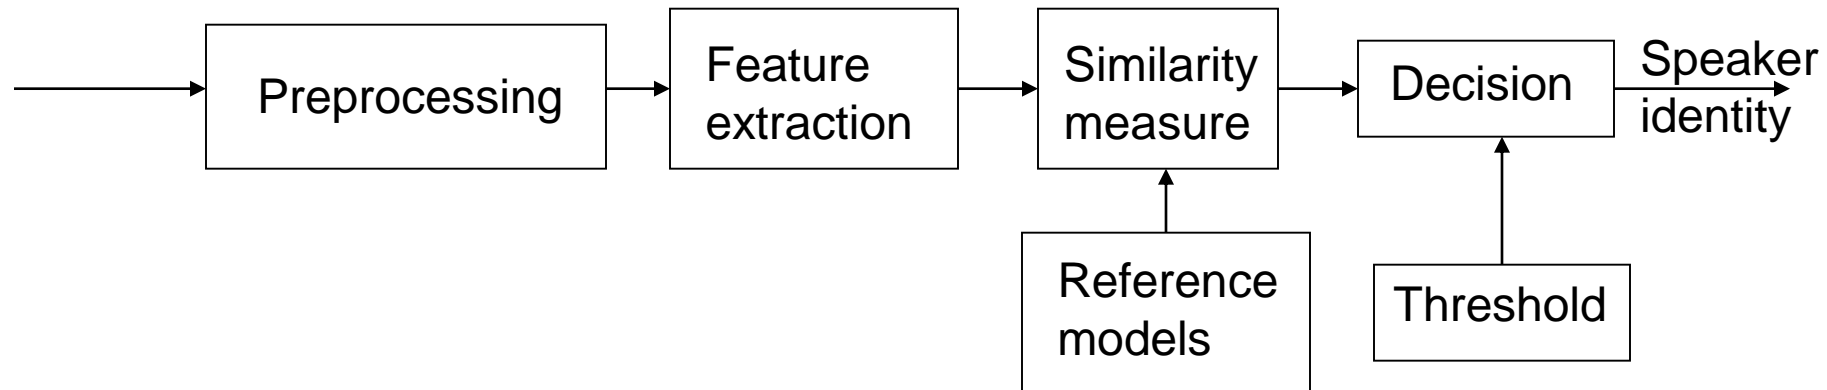 Preprocessing
Feature
extraction
Similarity
measure
Decision
Speaker
identity
Reference
models
Threshold